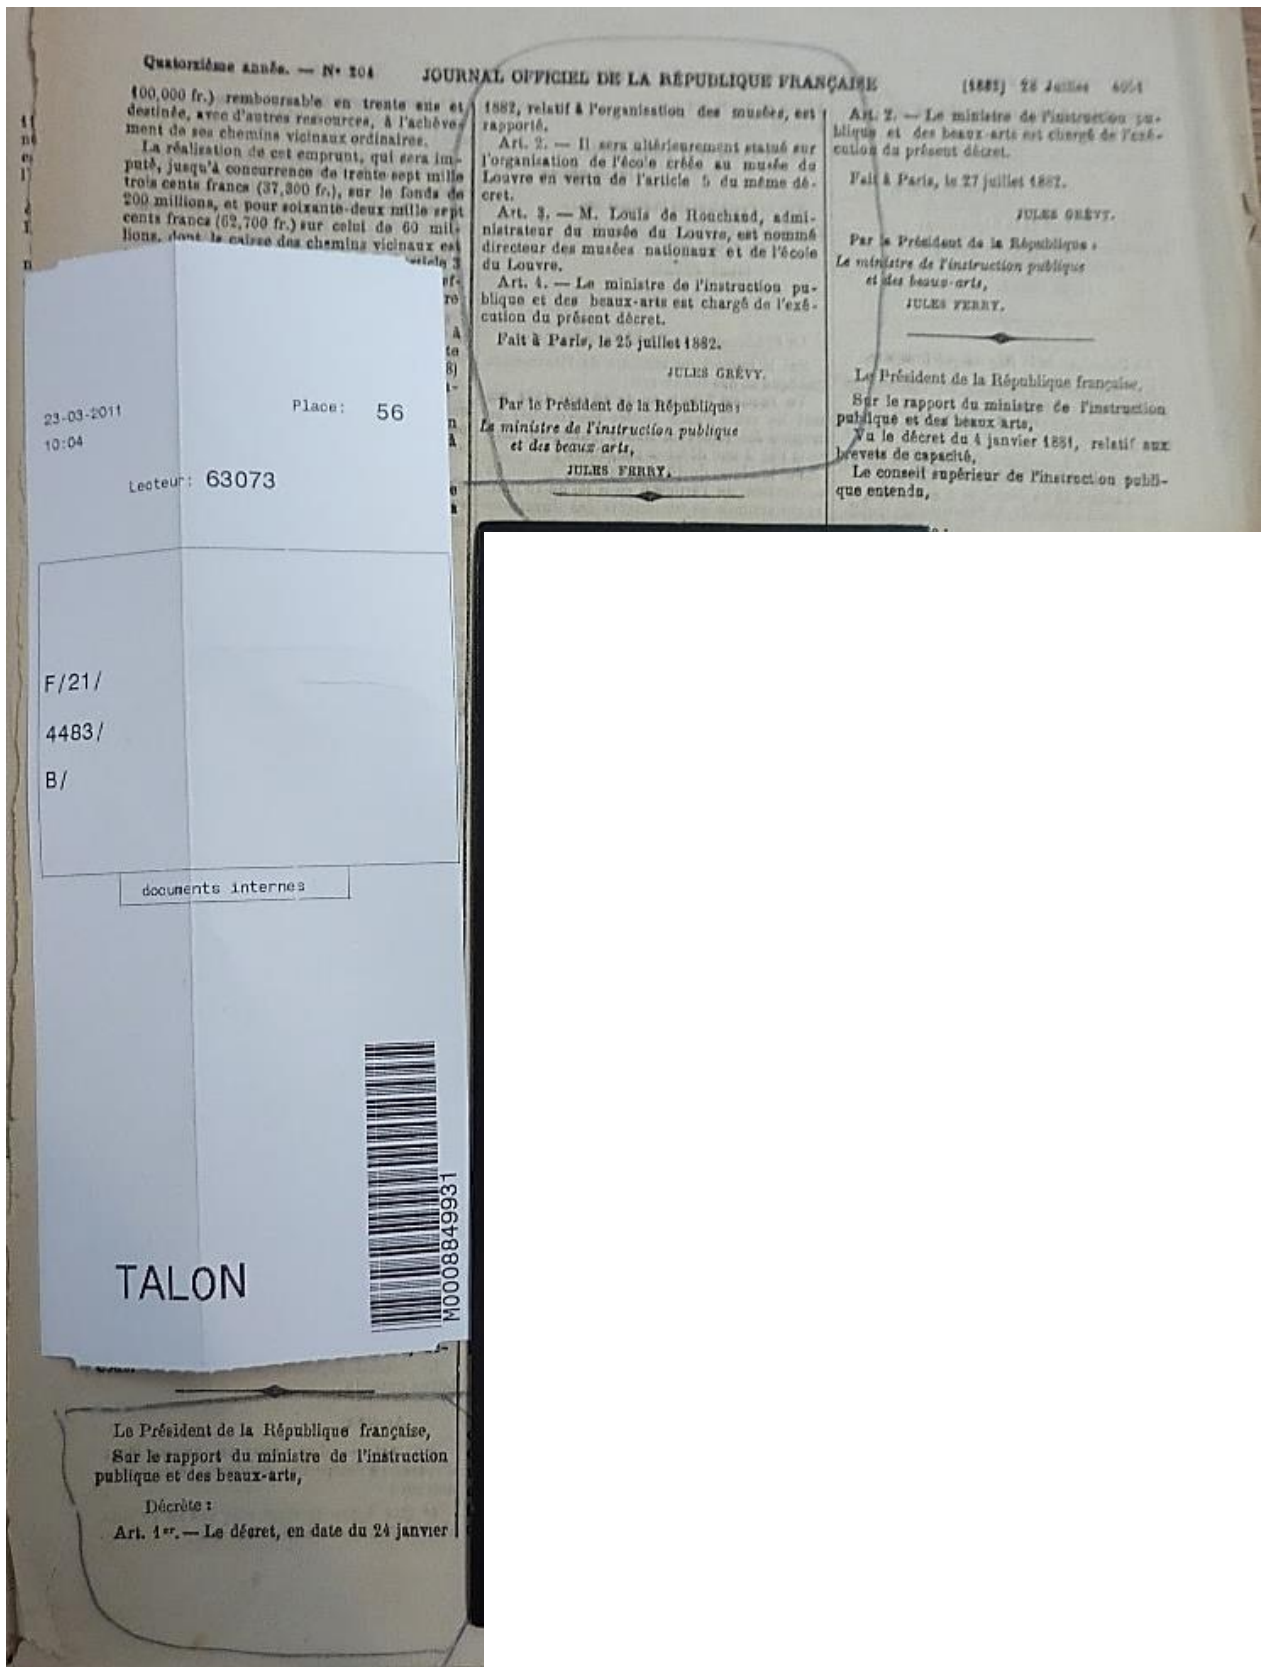 Quatorzième année. — N° 204
JOURNAL OFFICIEL DE LA RÉPUBLIQUE FRANÇAISE
(1882) 28 Juillet 4051
100,000 fr.) remboursable en trente ans et
destinée, avec d'autres ressources, à l'achève-
ment de ses chemins vicinaux ordinaires.
La réalisation de cet emprunt, qui sera im-
puté, jusqu'à concurrence de trente sept mille
trois cents francs (37,300 fr.), sur le fonds de
200 millions, et pour soixante-deux mille sept
cents francs (62,700 fr.) sur celui de 60 mil-
lions, dont la caisse des chemins vicinaux est
article 3
23-03-2011
10:04
Place: 56
Lecteur: 63073
F/21/
4483/
B/
documents internes
M0008849931
TALON
Le Président de la République française,
Sur le rapport du ministre de l'instruction
publique et des beaux-arts,
Décrète :
Art. 1er. — Le décret, en date du 24 janvier
1882, relatif à l'organisation des musées, est
rapporté.
Art. 2. — Il sera ultérieurement statué sur
l'organisation de l'école créée au musée du
Louvre en vertu de l'article 5 du même dé-
cret.
Art. 3. — M. Louis de Ronchaud, admi-
nistrateur du musée du Louvre, est nommé
directeur des musées nationaux et de l'école
du Louvre.
Art. 4. — Le ministre de l'instruction pu-
blique et des beaux-arts est chargé de l'exé-
cution du présent décret.
Fait à Paris, le 25 juillet 1882.
JULES GRÉVY.
Par le Président de la République :
Le ministre de l'instruction publique
et des beaux-arts,
JULES FERRY.
Art. 2. — Le ministre de l'instruction pu-
blique et des beaux-arts est chargé de l'exé-
cution du présent décret.
Fait à Paris, le 27 juillet 1882.
JULES GRÉVY.
Par le Président de la République :
Le ministre de l'instruction publique
et des beaux-arts,
JULES FERRY.
Le Président de la République française,
Sur le rapport du ministre de l'instruction
publique et des beaux arts,
Vu le décret du 4 janvier 1881, relatif aux
brevets de capacité,
Le conseil supérieur de l'instruction publi-
que entendu,